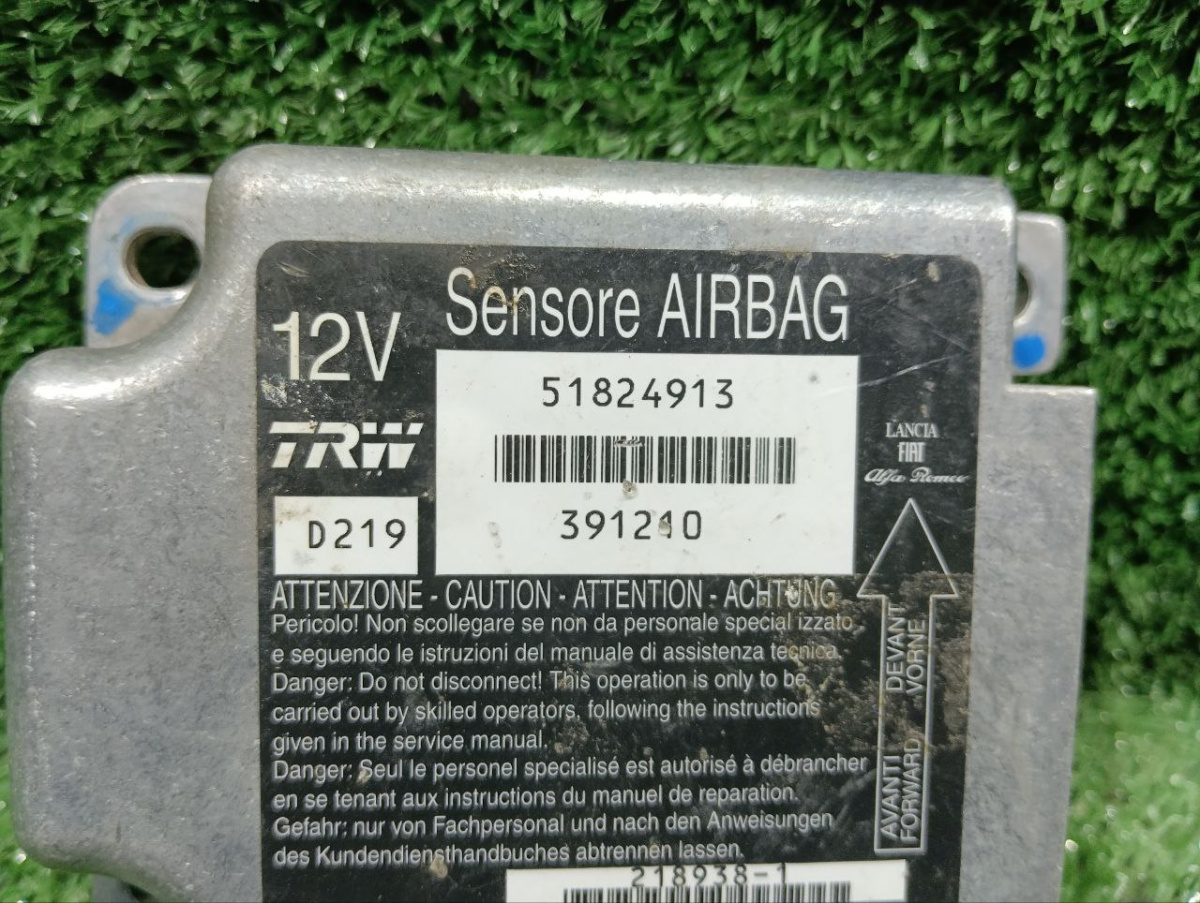 Sensore AIRBAG
12V
51824913
TRW
LANCIA
FIAT
Alfa Romeo
391210
D219
ATTENZIONE - CAUTION - ATTENTION - ACHTUNG
Pericolo! Non scollegare se non da personale specializzato
e seguendo le istruzioni del manuale di assistenza tecnica.
Danger: Do not disconnect! This operation is only to be
carried out by skilled operators, following the instructions
given in the service manual.
Danger: Seul le personel specialisé est autorisé à débrancher
en se tenant aux instructions du manuel de reparation.
Gefahr: nur von Fachpersonal und nach den Anweisungen
des Kundendiensthandbuches abtrennen lassen.
AVANTI DEVANT
FORWARD VORNE
218938-1